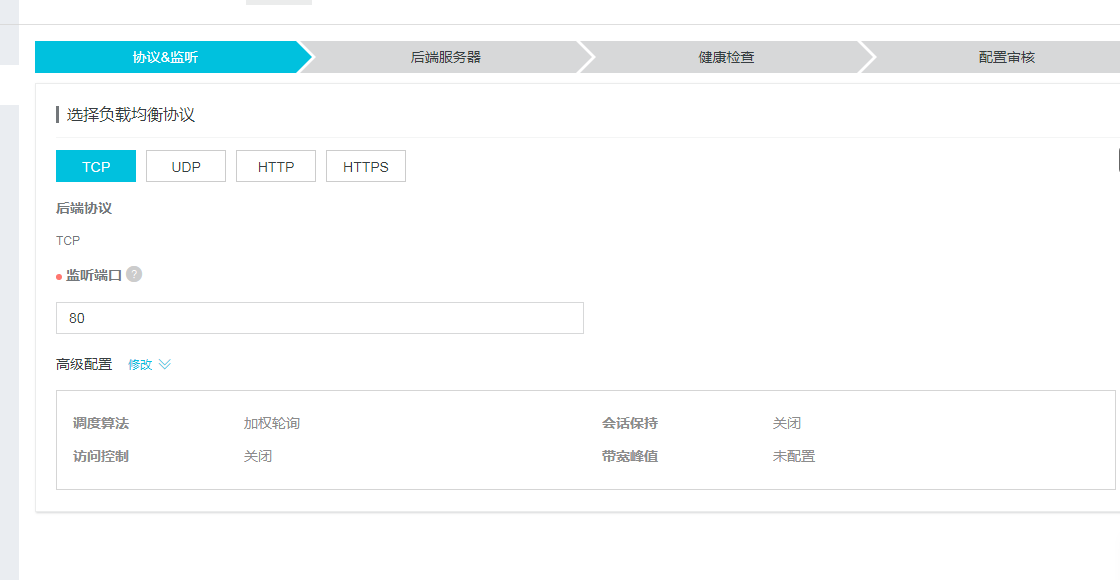 协议&监听
后端服务器
健康检查
配置审核
选择负载均衡协议
TCP
UDP
HTTP
HTTPS
后端协议
TCP
监听端口 ?
80
高级配置 修改
调度算法 加权轮询 会话保持 关闭
访问控制 关闭 带宽峰值 未配置